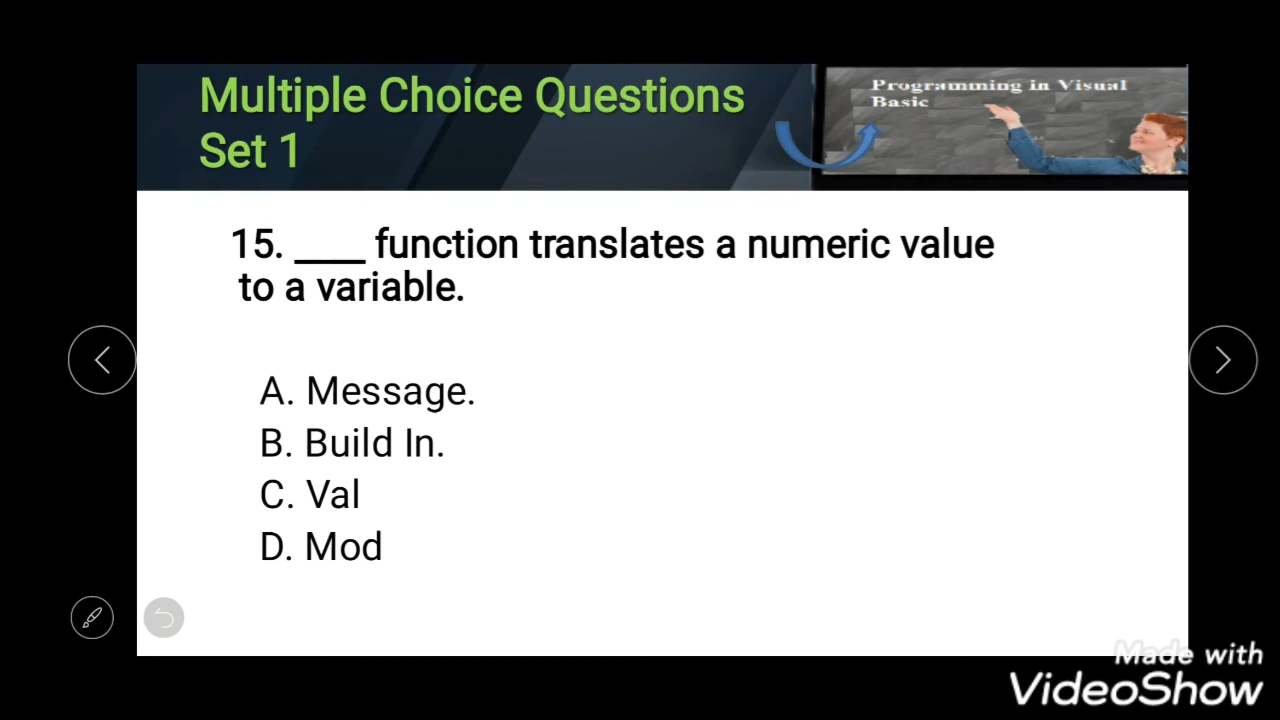 Multiple Choice Questions
Set 1
Programming in Visual
Basic
15. ____ function translates a numeric value
to a variable.
A. Message.
B. Build In.
C. Val
D. Mod
Made with
VideoShow